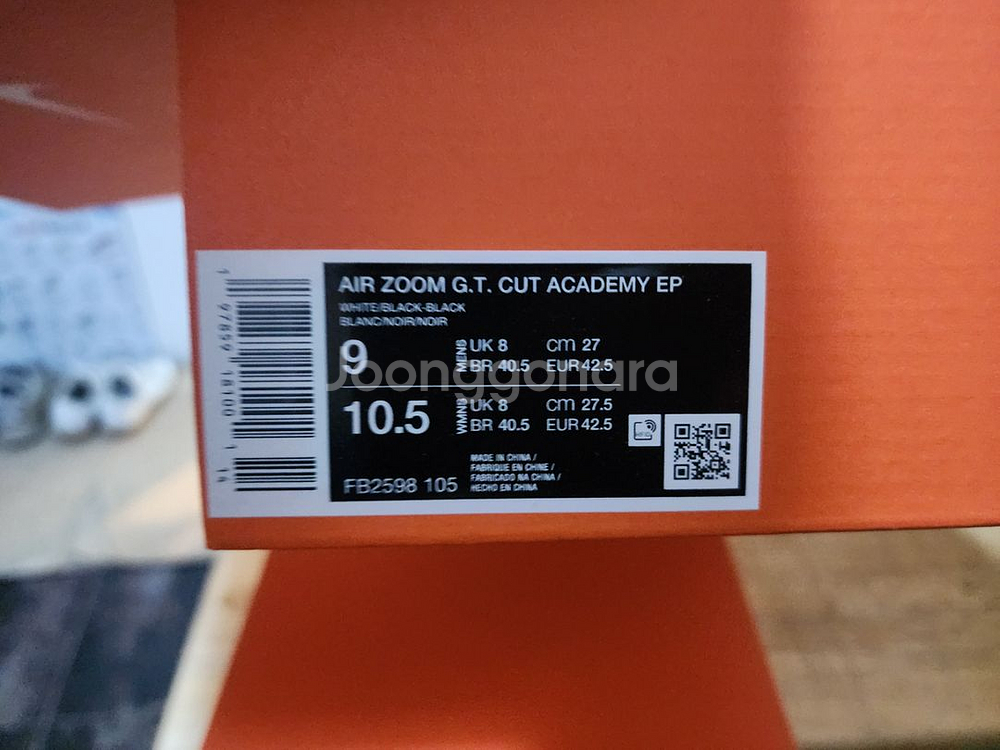 AIR ZOOM G.T. CUT ACADEMY EP
WHITE/BLACK-BLACK
BLANC/NOIR/NOIR
9 MENS UK 8 CM 27
BR 40.5 EUR 42.5
10.5 WMNS UK 8 CM 27.5
BR 40.5 EUR 42.5
MADE IN CHINA /
FABRIQUE EN CHINE /
FABRICADO NA CHINA /
HECHO EN CHINA
FB2598 105
Joonggonara